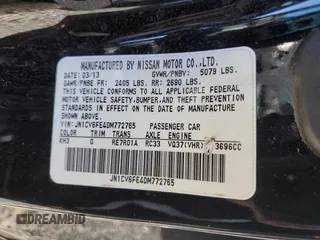 MANUFACTURED BY NISSAN MOTOR CO.,LTD.
DATE: 03/13 GVWR/PNBV: 5079 LBS.
GAWR/PNBE FR: 2405 LBS. RR: 2690 LBS.
THIS VEHICLE CONFORMS TO ALL APPLICABLE FEDERAL
MOTOR VEHICLE
SAFETY, BUMPER, AND THEFT PREVENTION
STANDARDS IN EFFECT ON THE DATE OF
MANUFACTURE SHOWN ABOVE.
JN1CV6FE4DM772765 PASSENGER CAR
COLOR TRIM TRANS AXLE ENGINE
KH3 G RE7R01A RC33 VQ37(VHR) 3696CC
JN1CV6FE4DM772765